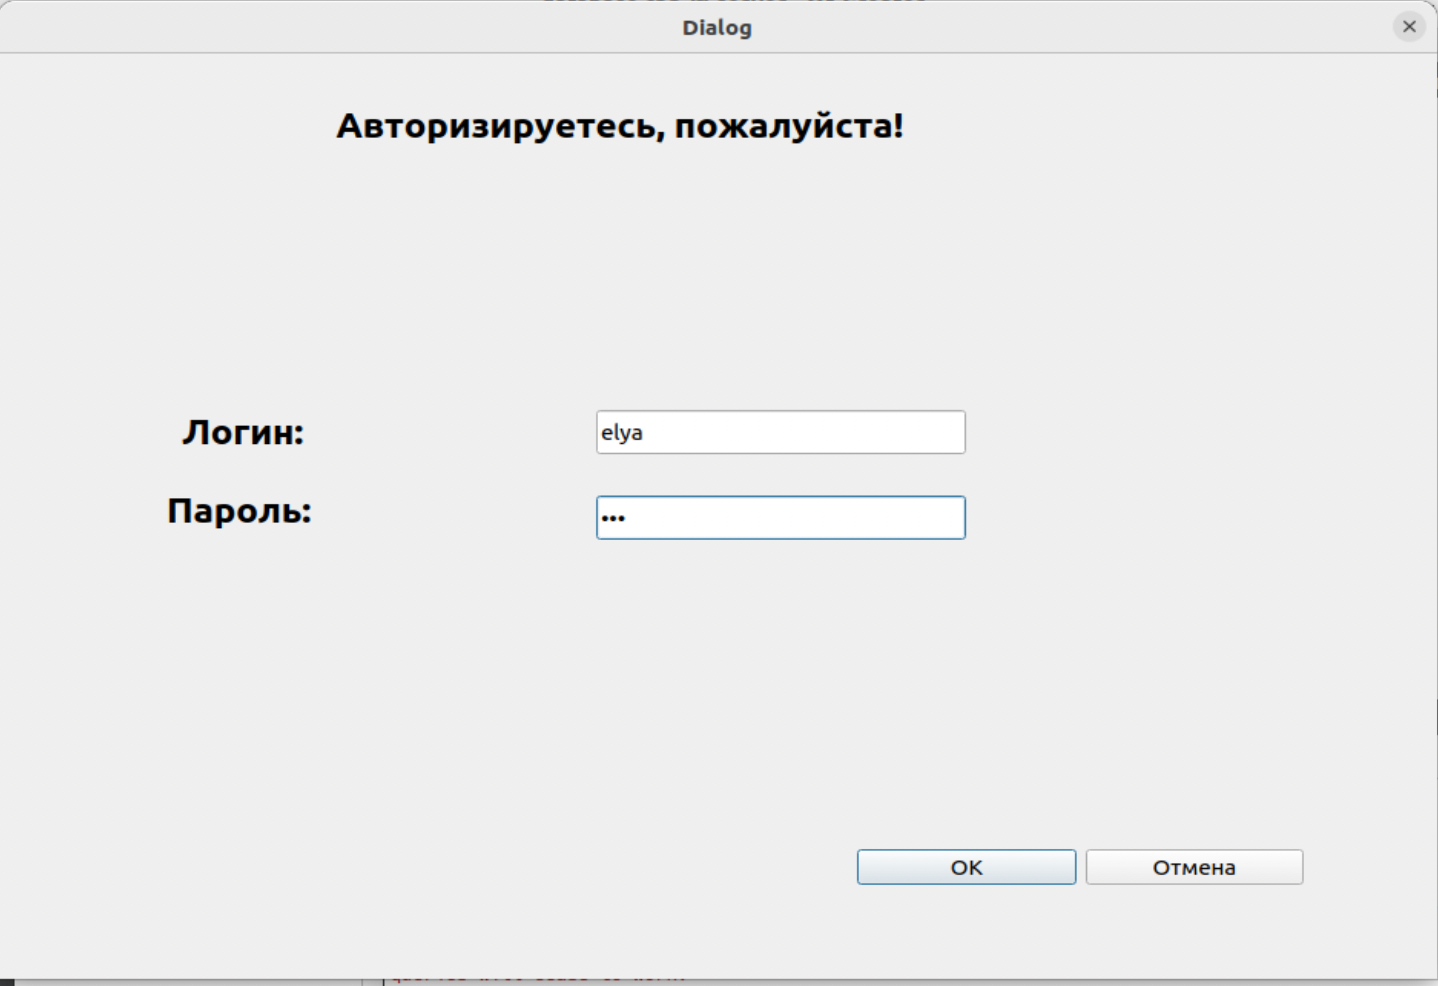 Dialog
Авторизируетесь, пожалуйста!
Логин:
elya
Пароль:
•••
OK
Отмена